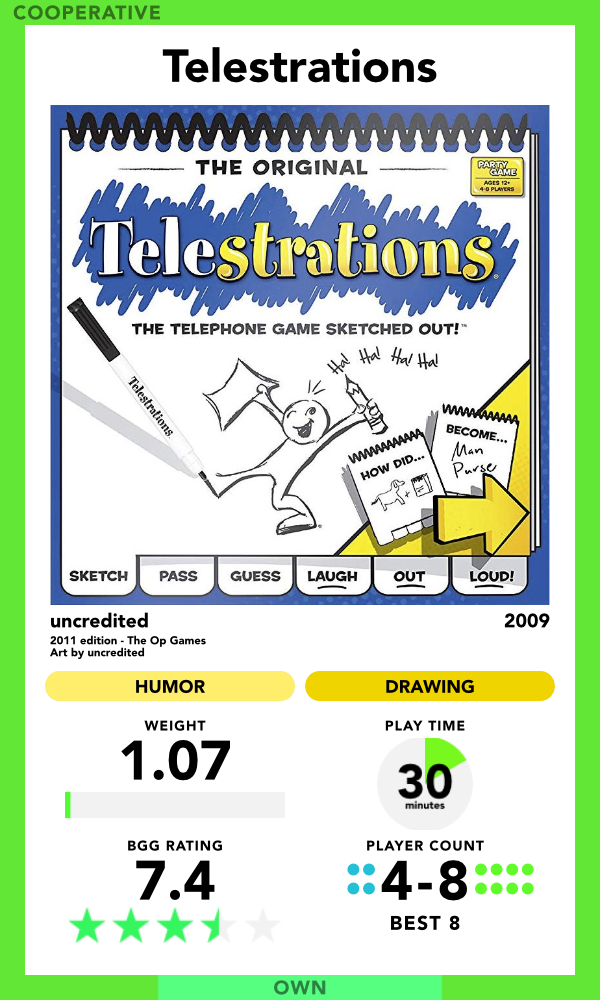 COOPERATIVE
Telestrations
THE ORIGINAL
PARTY GAME
AGES 12+
4-8 PLAYERS
Telestrations®
THE TELEPHONE GAME SKETCHED OUT!™
Ha! Ha! Ha! Ha!
Telestrations
HOW DID...
BECOME...
Man
Purse
SKETCH PASS GUESS LAUGH OUT LOUD!
uncredited 2009
2011 edition - The Op Games
Art by uncredited
HUMOR DRAWING
WEIGHT
1.07
PLAY TIME
30
minutes
BGG RATING
7.4
PLAYER COUNT
4-8
BEST 8
OWN